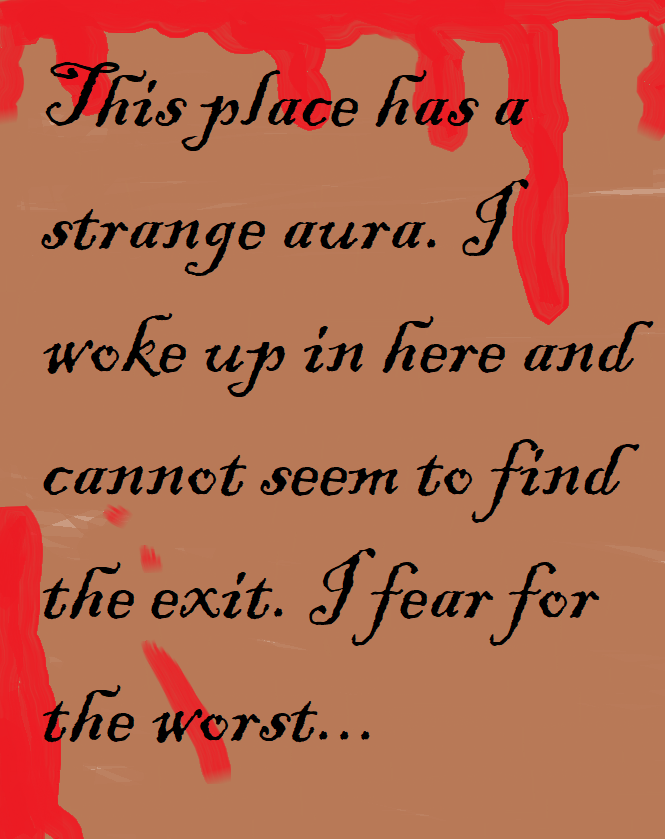 This place has a
strange aura. I
woke up in here and
cannot seem to find
the exit. I fear for
the worst...